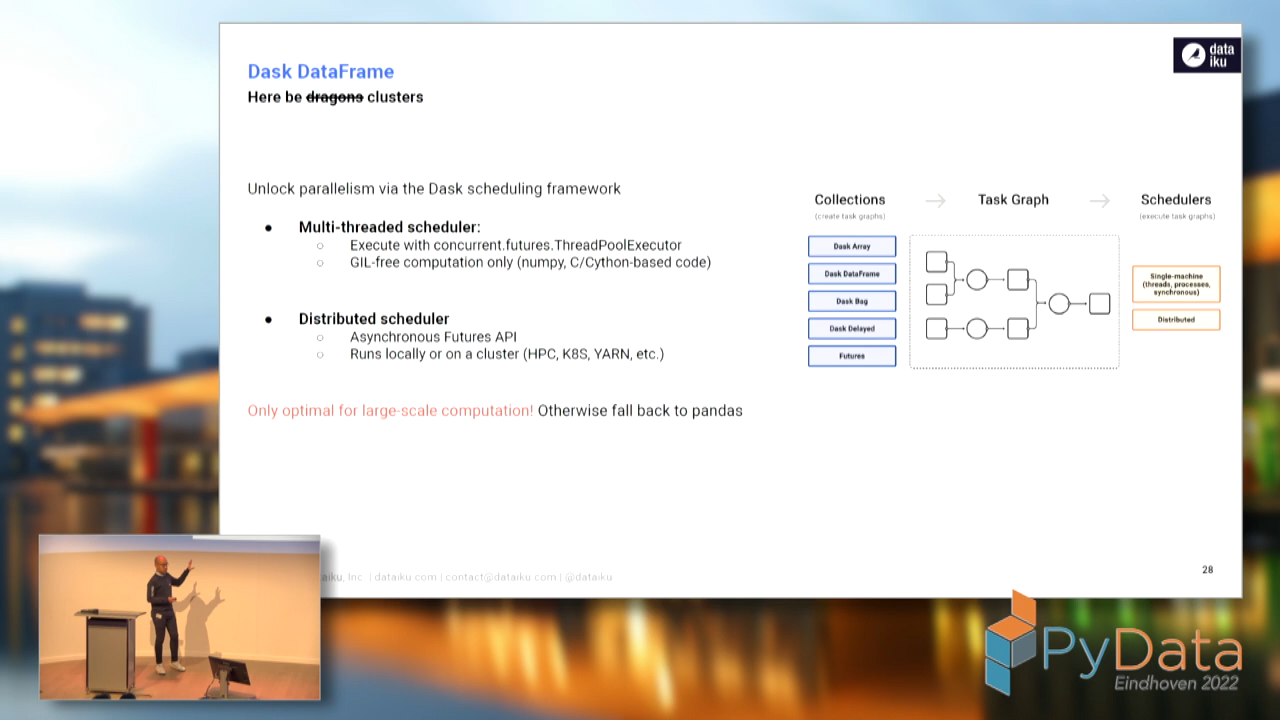 data
iku
Dask DataFrame
Here be dragons clusters
Unlock parallelism via the Dask scheduling framework
● Multi-threaded scheduler:
○ Execute with concurrent.futures.ThreadPoolExecutor
○ GIL-free computation only (numpy, C/Cython-based code)
● Distributed scheduler
○ Asynchronous Futures API
○ Runs locally or on a cluster (HPC, K8S, YARN, etc.)
Only optimal for large-scale computation! Otherwise fall back to pandas
Collections → Task Graph → Schedulers
(create task graphs)
(execute task graphs)
Dask Array
Dask DataFrame
Dask Bag
Dask Delayed
Futures
Single-machine
(threads, processes,
synchronous)
Distributed
aiku, Inc. | dataiku.com | contact@dataiku.com | @dataiku
28
PyData
Eindhoven 2022